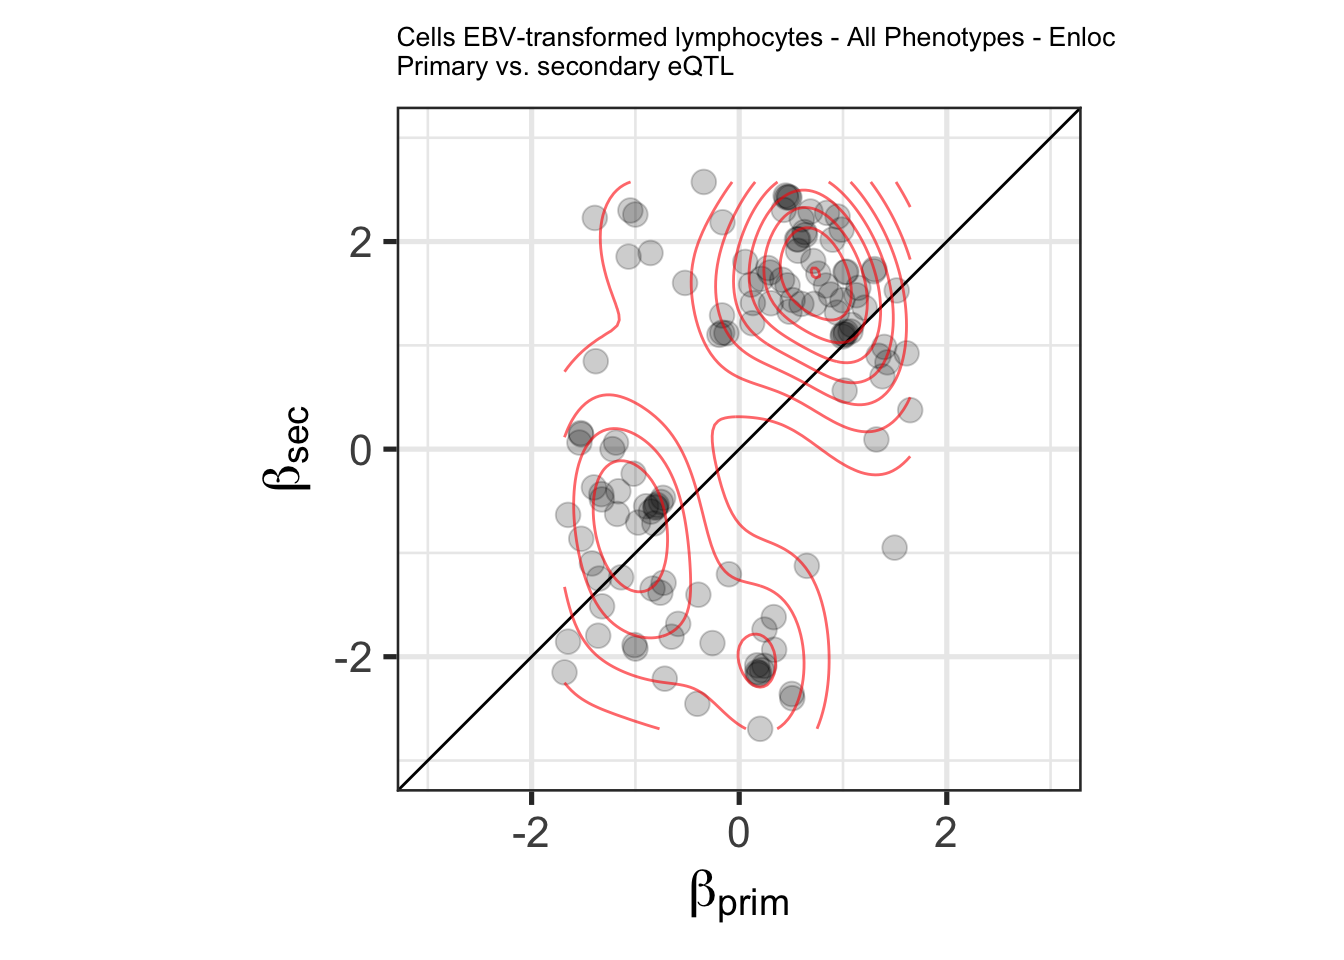 Cells EBV-transformed lymphocytes - All Phenotypes - Enloc
Primary vs. secondary eQTL
2
0
-2
βsec
-2 0 2
βprim